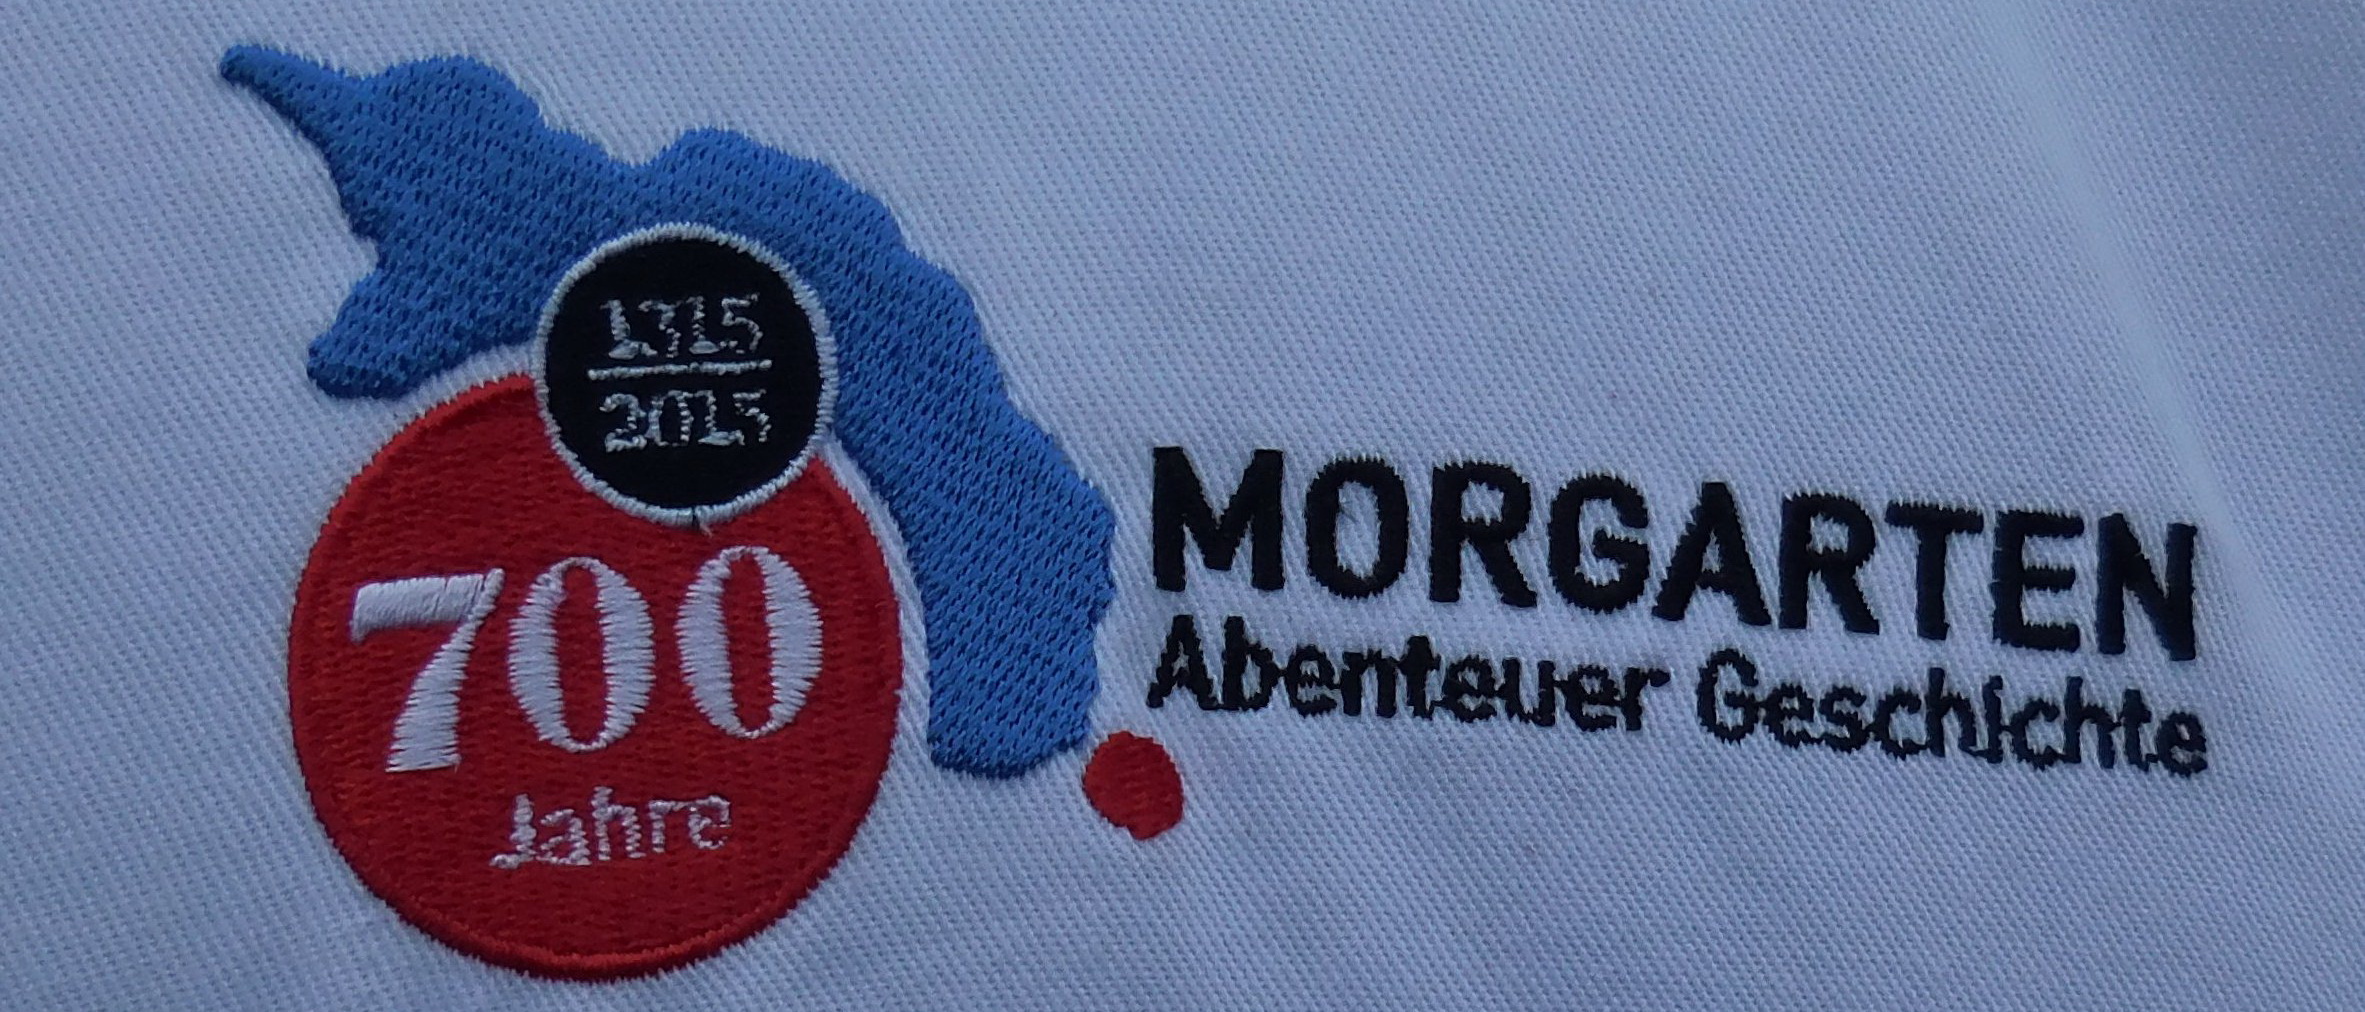 1315
2015
700
Jahre
MORGARTEN
Abenteuer Geschichte